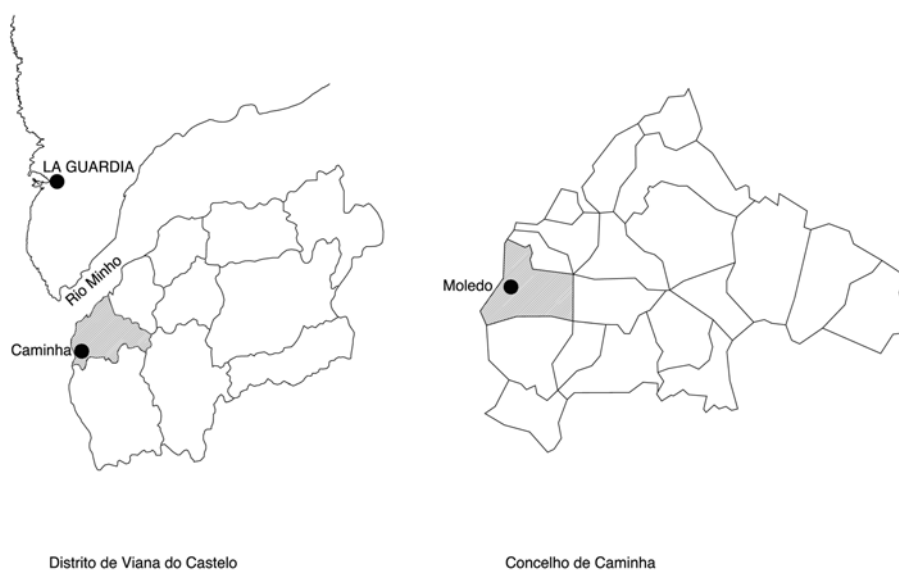 LA GUARDIA
Rio Minho
Caminha
Moledo
Distrito de Viana do Castelo
Concelho de Caminha